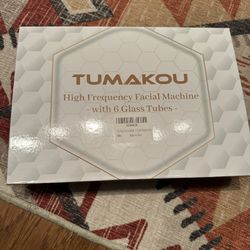 TUMAKOU
High Frequency Facial Machine
- with 6 Glass Tubes -